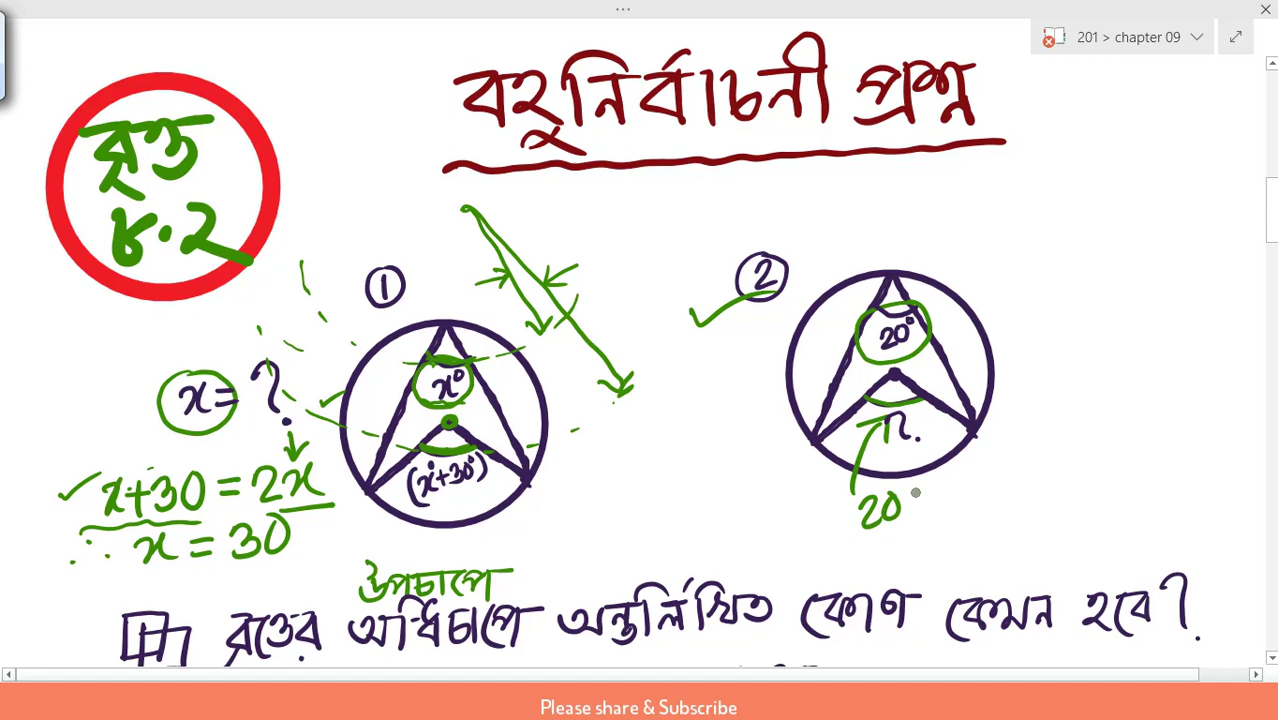 201 > chapter 09
বহুনির্বাচনী প্রশ্ন
বৃত্ত
৮.২
①
x°
(x°+30°)
x = ?
x+30 = 2x
∴ x = 30
②
20°
20
উপচাপে
বৃত্তের অধিচাপে অন্তর্লিখিত কোণ কেমন হবে?
Please share & Subscribe